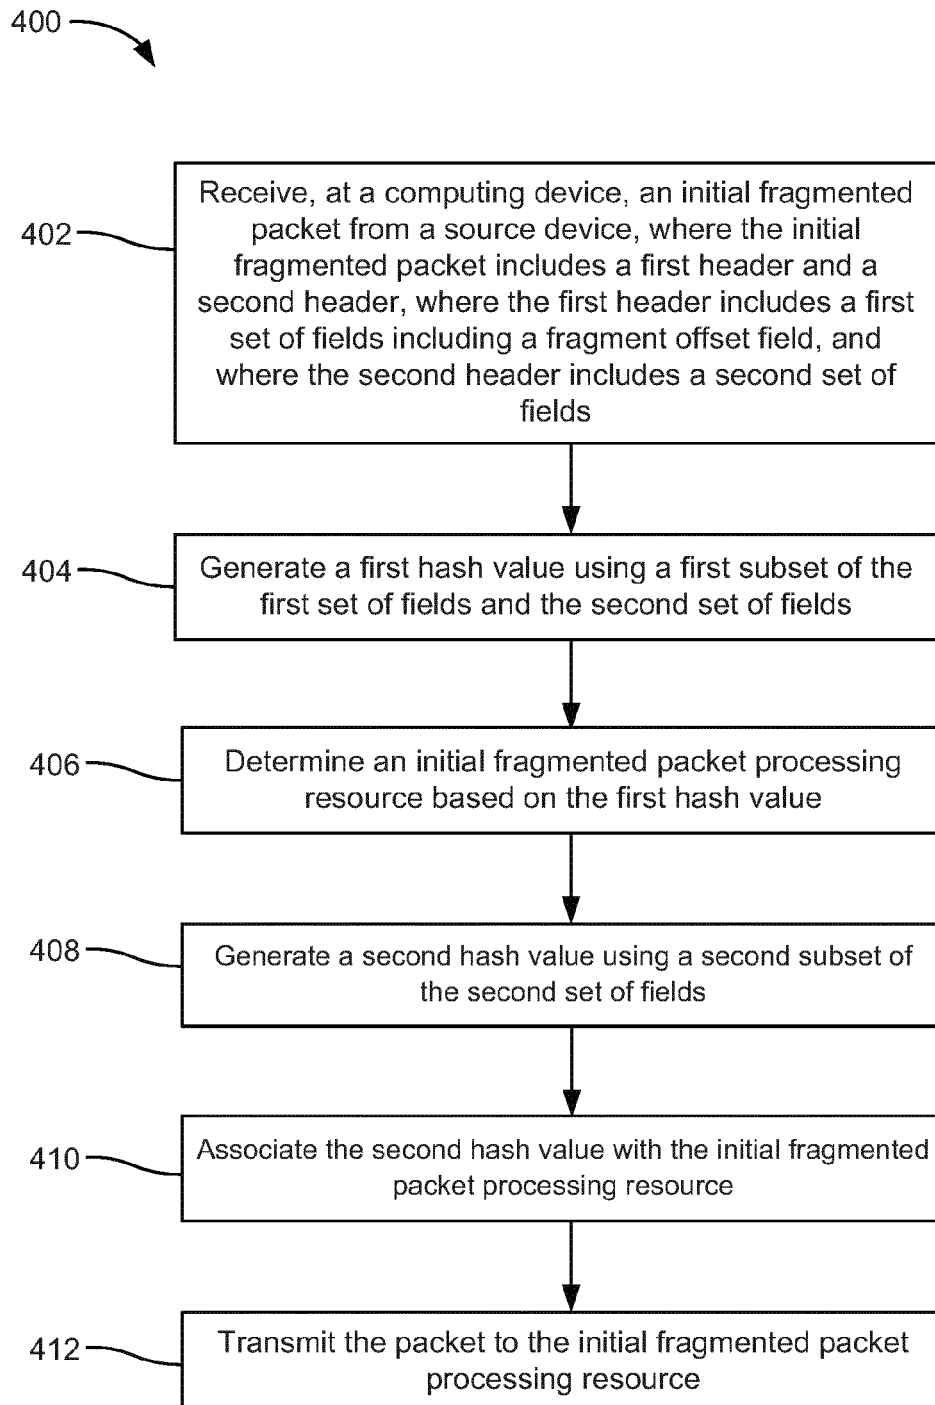 400
402
Receive, at a computing device, an initial fragmented
packet from a source device, where the initial
fragmented packet includes a first header and a
second header, where the first header includes a first
set of fields including a fragment offset field, and
where the second header includes a second set of
fields
404
Generate a first hash value using a first subset of the
first set of fields and the second set of fields
406
Determine an initial fragmented packet processing
resource based on the first hash value
408
Generate a second hash value using a second subset of
the second set of fields
410
Associate the second hash value with the initial fragmented
packet processing resource
412
Transmit the packet to the initial fragmented packet
processing resource